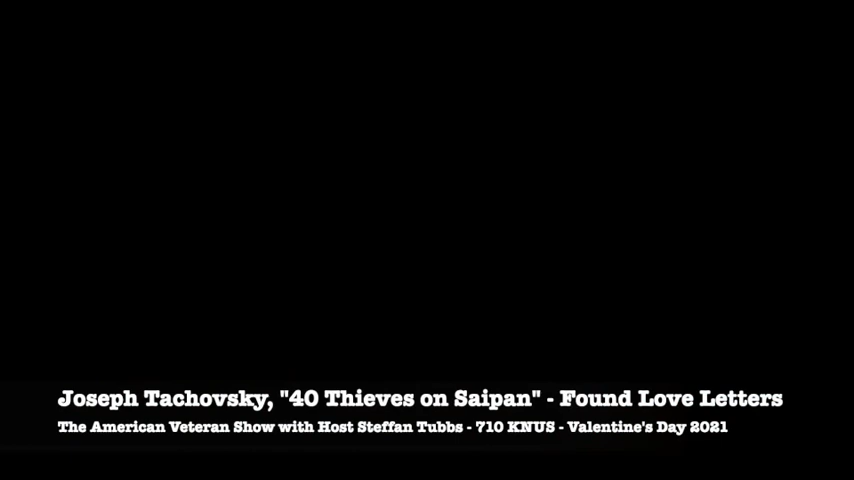 Joseph Tachovsky, "40 Thieves on Saipan" - Found Love Letters
The American Veteran Show with Host Steffan Tubbs - 710 KNUS - Valentine's Day 2021